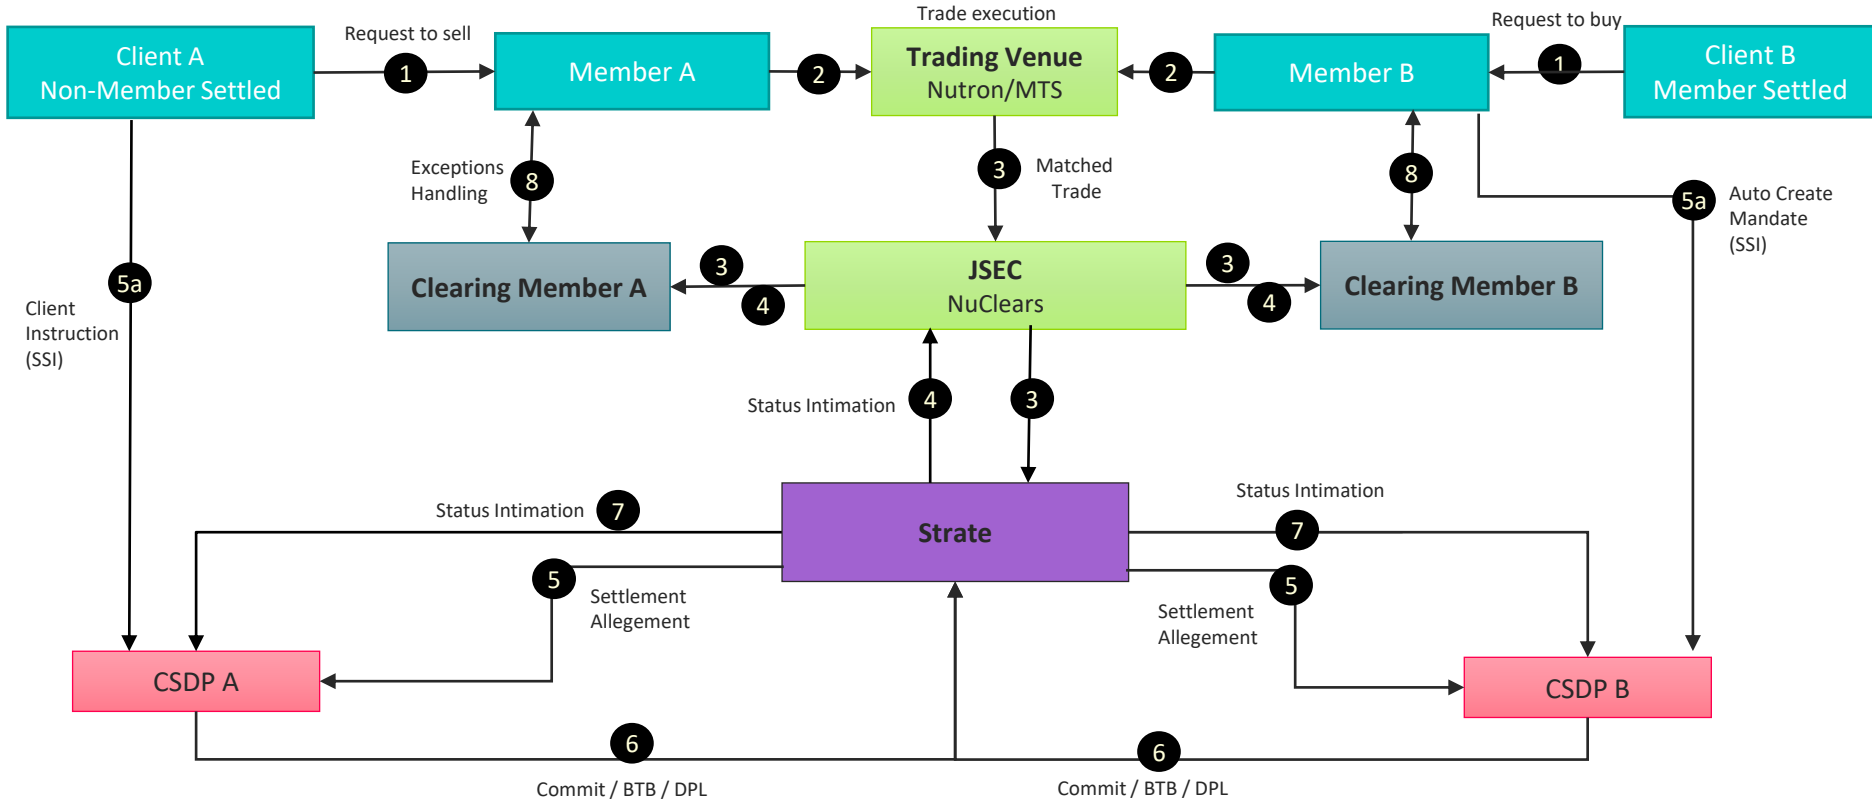 Trade execution
Request to sell
Request to buy
Client A
Non-Member Settled
1
Member A
2
Trading Venue
Nutron/MTS
2
Member B
1
Client B
Member Settled
Exceptions
Handling
8
3
Matched
Trade
8
5a
Auto Create
Mandate
(SSI)
5a
Client
Instruction
(SSI)
Clearing Member A
3
4
JSEC
NuClears
3
4
Clearing Member B
Status Intimation
4
3
Status Intimation
7
Strate
Status Intimation
7
5
Settlement
Allegement
5
Settlement
Allegement
CSDP A
CSDP B
6
6
Commit / BTB / DPL
Commit / BTB / DPL